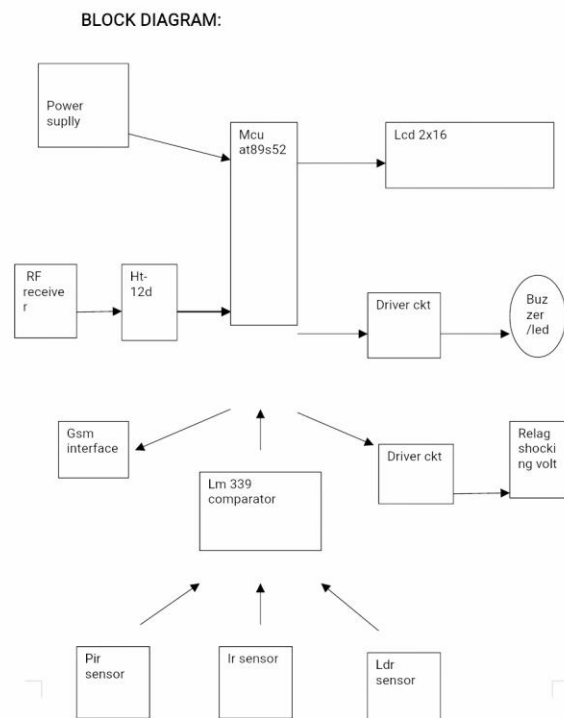 BLOCK DIAGRAM:
Power
suplly
Mcu
at89s52
Lcd 2x16
RF
receive
r
Ht-
12d
Driver ckt
Buz
zer
/led
Gsm
interface
Lm 339
comparator
Driver ckt
Relag
shocki
ng volt
Pir
sensor
Ir sensor
Ldr
sensor